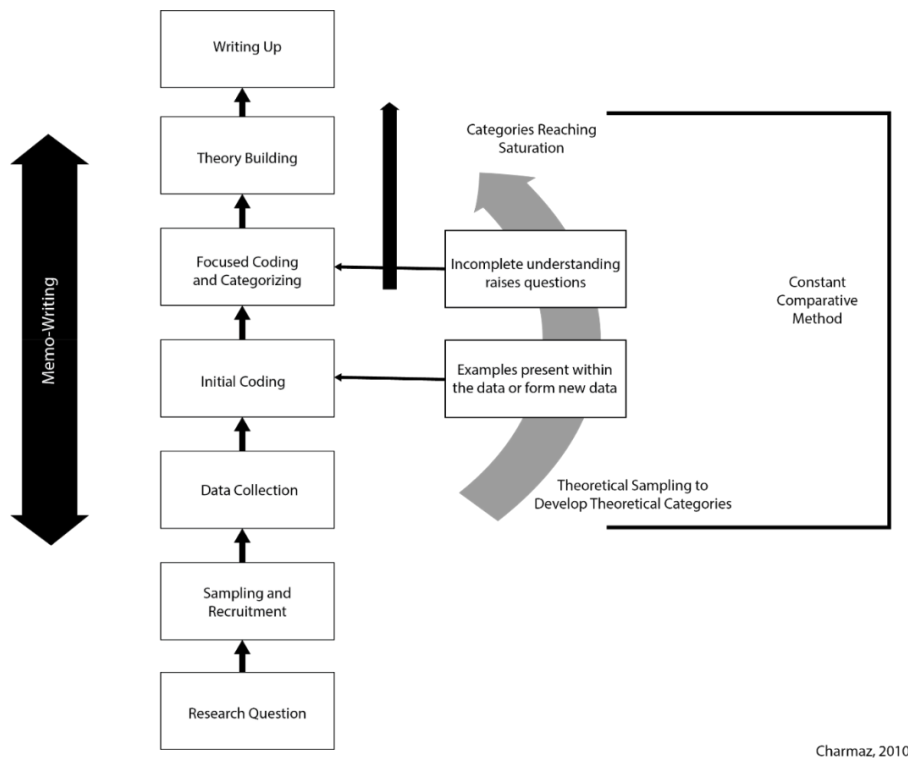 Writing Up
Theory Building
Focused Coding
and Categorizing
Initial Coding
Data Collection
Sampling and
Recruitment
Research Question
Memo-Writing
Categories Reaching
Saturation
Incomplete understanding
raises questions
Examples present within
the data or form new data
Theoretical Sampling to
Develop Theoretical Categories
Constant
Comparative
Method
Charmaz, 2010